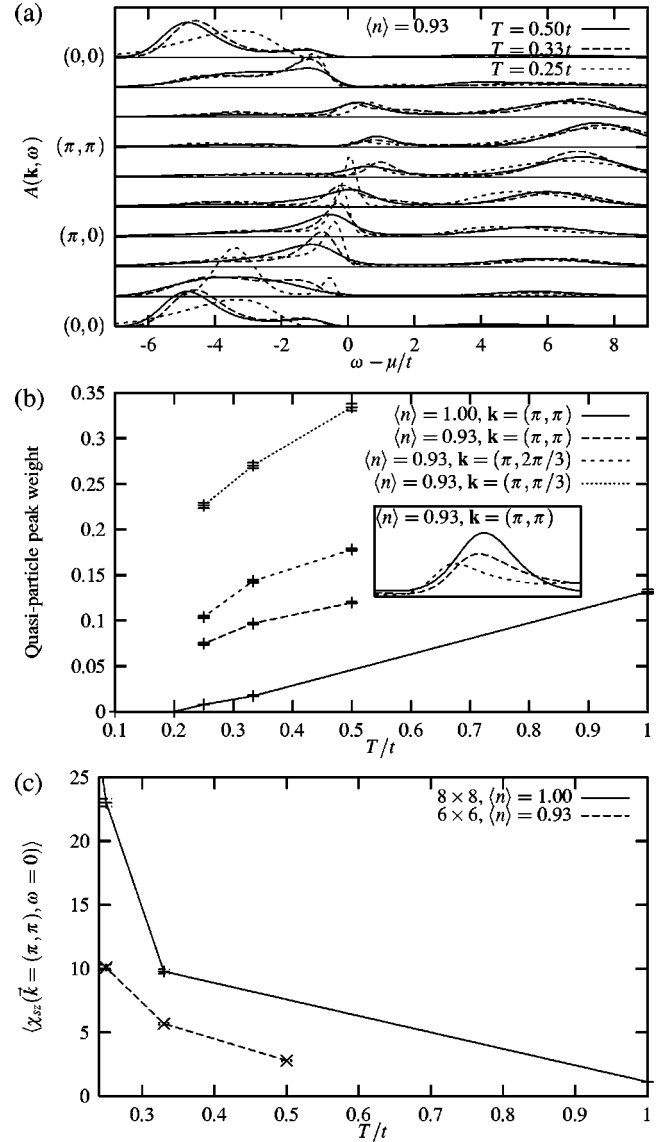 (a)
⟨n⟩ = 0.93
T = 0.50t
T = 0.33t
T = 0.25t
(0,0)
(π,π)
(π,0)
(0,0)
A(k,ω)
-6 -4 -2 0 2 4 6 8
ω − μ/t
(b)
0.35
0.3
0.25
0.2
0.15
0.1
0.05
0
Quasi-particle peak weight
⟨n⟩ = 1.00, k = (π,π)
⟨n⟩ = 0.93, k = (π,π)
⟨n⟩ = 0.93, k = (π,2π/3)
⟨n⟩ = 0.93, k = (π,π/3)
⟨n⟩ = 0.93, k = (π,π)
0.1 0.2 0.3 0.4 0.5 0.6 0.7 0.8 0.9 1
T/t
(c)
25
20
15
10
5
0
⟨χsz(k⃗ = (π,π), ω = 0)⟩
8 × 8, ⟨n⟩ = 1.00
6 × 6, ⟨n⟩ = 0.93
0.3 0.4 0.5 0.6 0.7 0.8 0.9 1
T/t